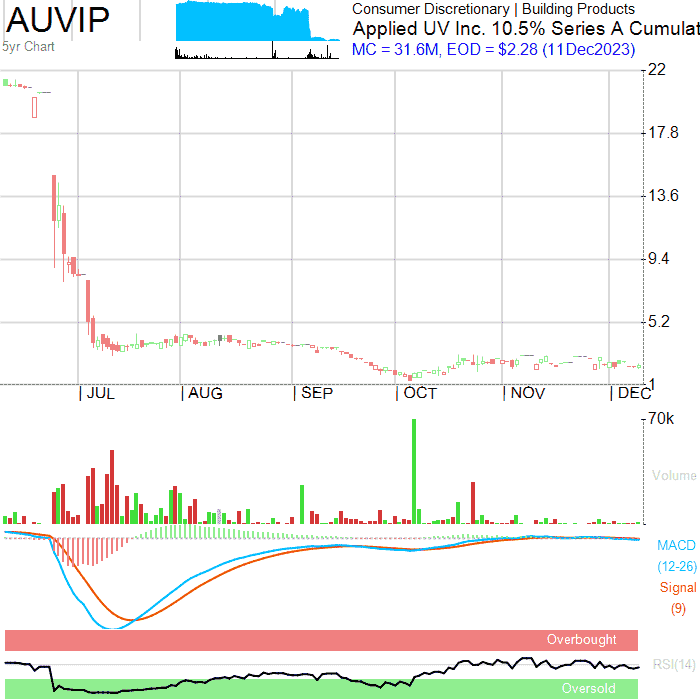 AUVIP
5yr Chart
Consumer Discretionary | Building Products
Applied UV Inc. 10.5% Series A Cumulat
MC = 31.6M, EOD = $2.28 (11Dec2023)
22
17.8
13.6
9.4
5.2
1
| JUL | AUG | SEP | OCT | NOV | DEC
70k
Volume
MACD
(12-26)
Signal
(9)
Overbought
RSI(14)
Oversold